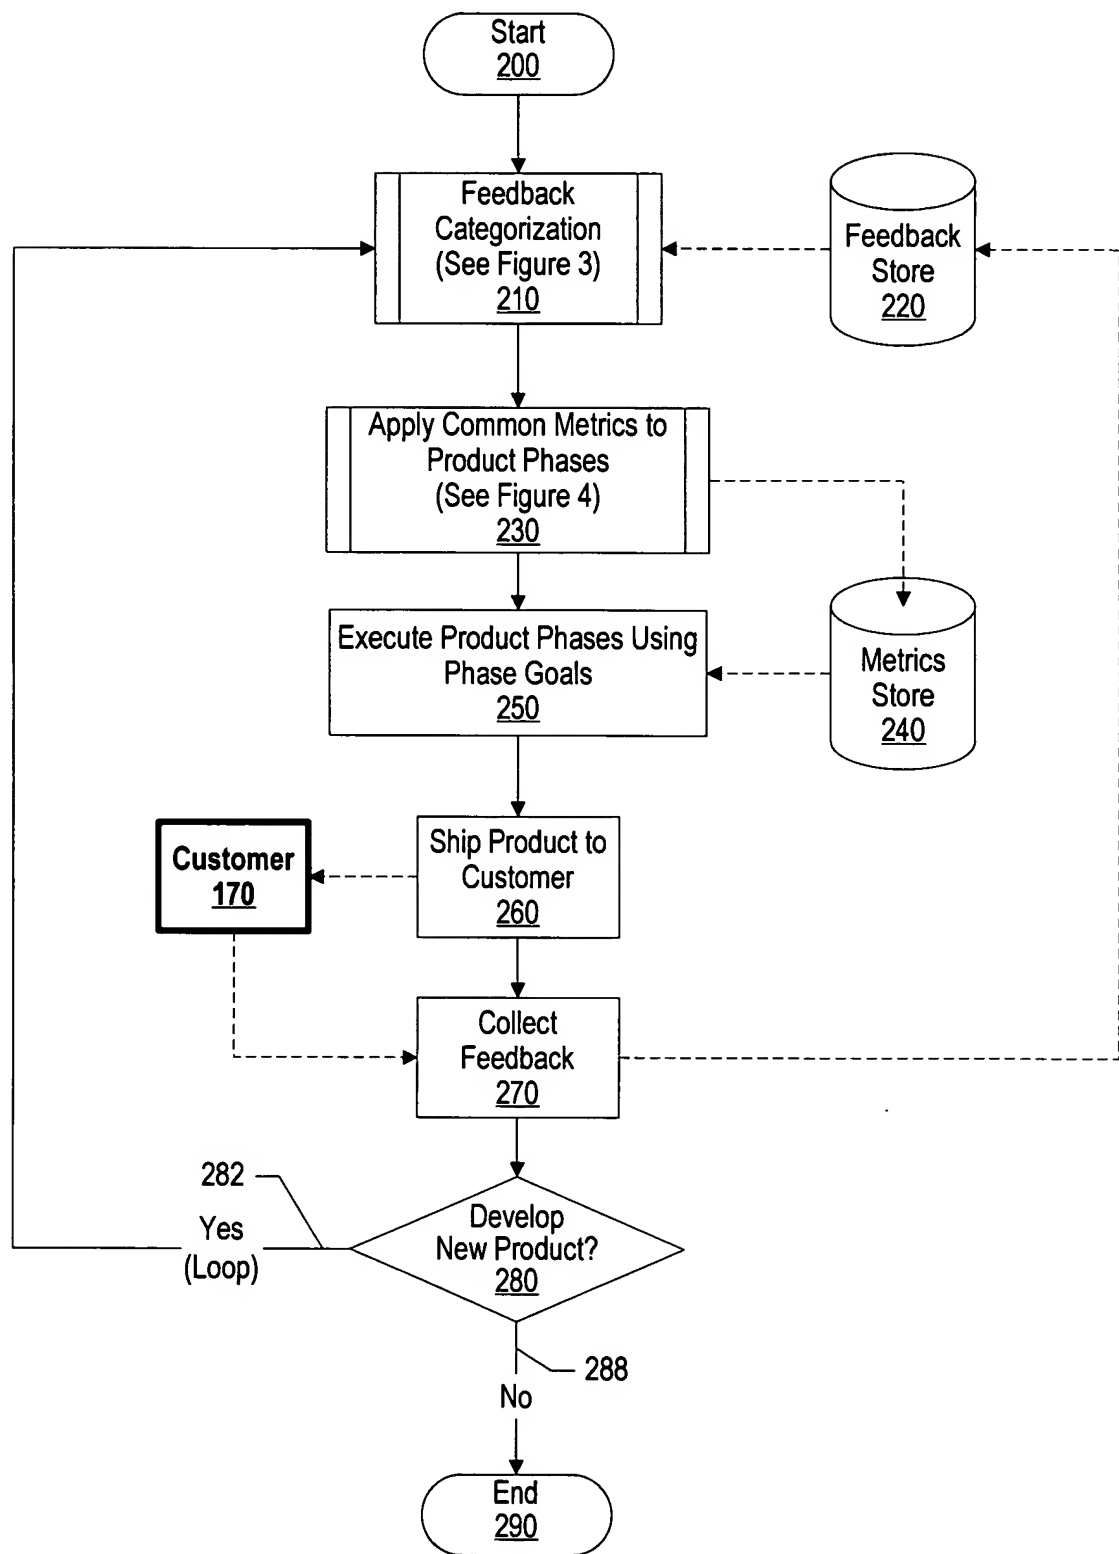 Start
200
Feedback
Categorization
(See Figure 3)
210
Feedback
Store
220
Apply Common Metrics to
Product Phases
(See Figure 4)
230
Execute Product Phases Using
Phase Goals
250
Metrics
Store
240
Customer
170
Ship Product to
Customer
260
Collect
Feedback
270
282
Yes
(Loop)
Develop
New Product?
280
288
No
End
290